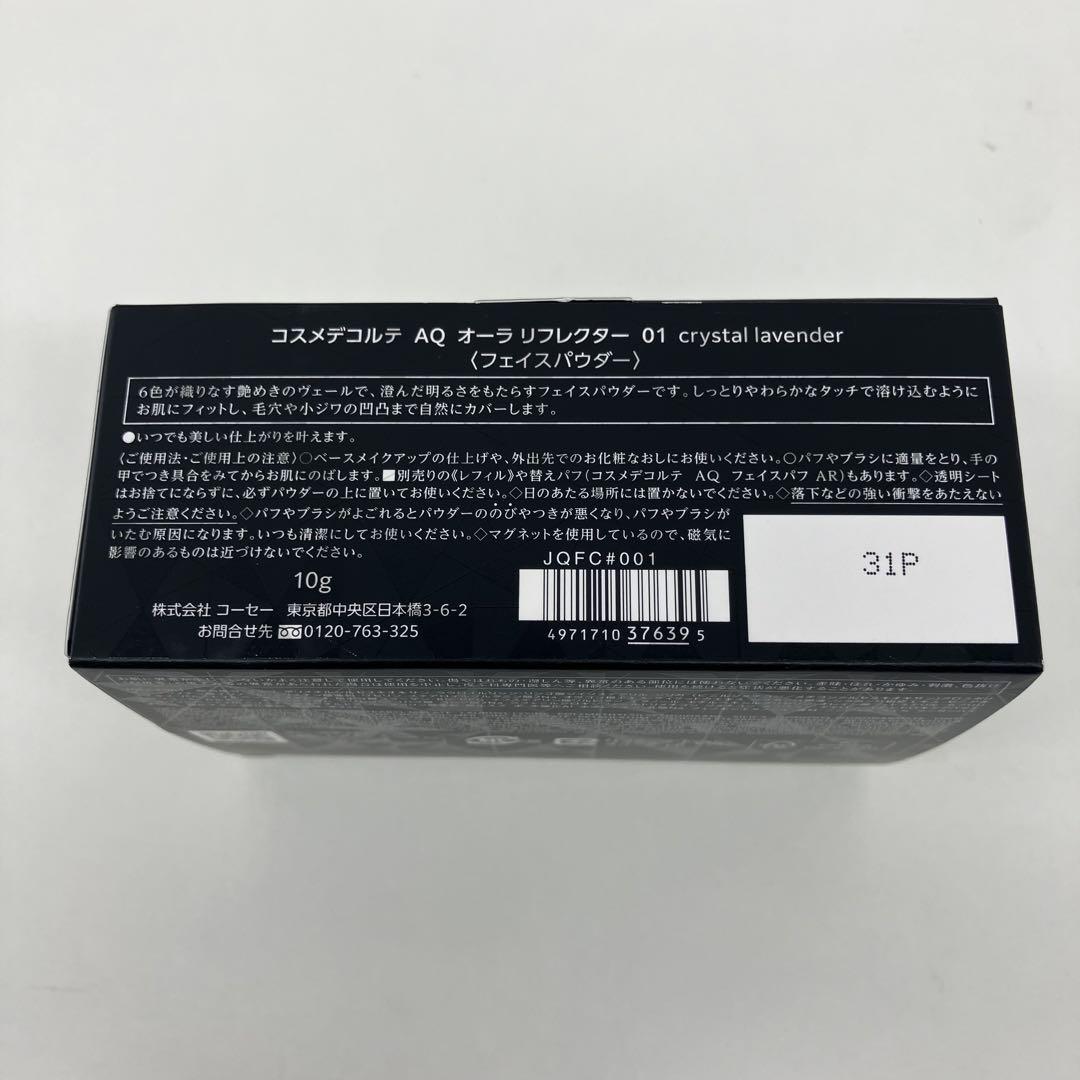 コスメデコルテ AQ オーラ リフレクター 01 crystal lavender
〈フェイスパウダー〉
6色が織りなす艶めきのヴェールで、澄んだ明るさをもたらすフェイスパウダーです。しっとりやわらかなタッチで溶け込むように
お肌にフィットし、毛穴や小ジワの凹凸まで自然にカバーします。
●いつでも美しい仕上がりを叶えます。
〈ご使用法・ご使用上の注意〉○ベースメイクアップの仕上げや、外出先でのお化粧なおしにお使いください。○パフやブラシに適量をとり、手の
甲でつき具合をみてからお肌にのばします。別売りの《レフィル》や替えパフ(コスメデコルテ AQ フェイスパフ AR)もあります。◇透明シート
はお捨てにならずに、必ずパウダーの上に置いてお使いください。◇日のあたる場所には置かないでください。◇落下などの強い衝撃をあたえない
ようご注意ください。◇パフやブラシがよごれるとパウダーののびやつきが悪くなり、パフやブラシが
いたむ原因になります。いつも清潔にしてお使いください。◇マグネットを使用しているので、磁気に
影響のあるものは近づけないでください。
10g
株式会社 コーセー 東京都中央区日本橋3-6-2
お問合せ先 0120-763-325
JQFC#001
4971710 37639 5
31P